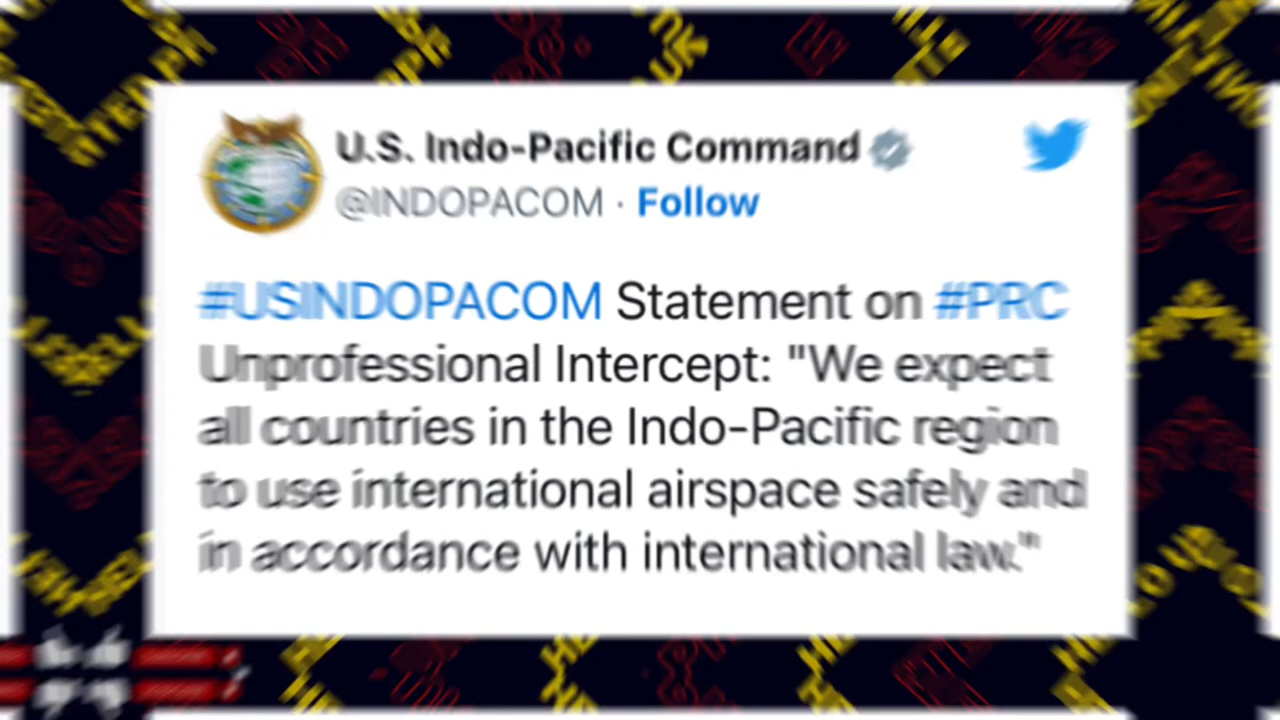 U.S. Indo-Pacific Command
@INDOPACOM · Follow
#USINDOPACOM Statement on #PRC
Unprofessional Intercept: "We expect
all countries in the Indo-Pacific region
to use international airspace safely and
in accordance with international law."